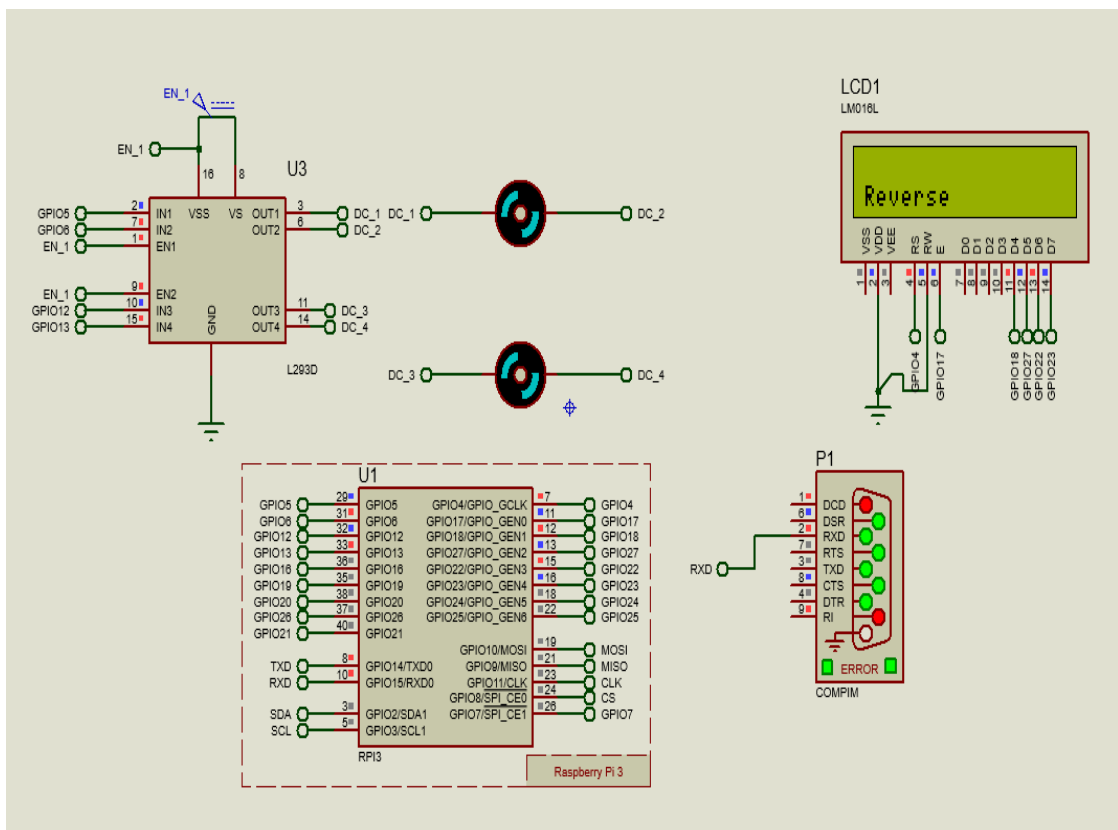 EN_1
EN_1
16
8
U3
GPIO5
2
IN1
VSS
VS
OUT1
3
DC_1
GPIO6
7
IN2
OUT2
6
DC_2
EN_1
1
EN1
EN_1
9
EN2
GPIO12
10
IN3
OUT3
11
DC_3
GPIO13
15
IN4
GND
OUT4
14
DC_4
L293D
DC_1
DC_2
DC_3
DC_4
LCD1
LM016L
Reverse
VSS
VDD
VEE
RS
RW
E
D0
D1
D2
D3
D4
D5
D6
D7
1
2
3
4
5
6
7
8
9
10
11
12
13
14
GPIO4
GPIO17
GPIO18
GPIO27
GPIO22
GPIO23
U1
GPIO5 29 GPIO5 GPIO4/GPIO_GCLK 7 GPIO4
GPIO6 31 GPIO6 GPIO17/GPIO_GEN0 11 GPIO17
GPIO12 32 GPIO12 GPIO18/GPIO_GEN1 12 GPIO18
GPIO13 33 GPIO13 GPIO27/GPIO_GEN2 13 GPIO27
GPIO16 36 GPIO16 GPIO22/GPIO_GEN3 15 GPIO22
GPIO19 35 GPIO19 GPIO23/GPIO_GEN4 16 GPIO23
GPIO20 38 GPIO20 GPIO24/GPIO_GEN5 18 GPIO24
GPIO26 37 GPIO26 GPIO25/GPIO_GEN6 22 GPIO25
GPIO21 40 GPIO21
GPIO10/MOSI 19 MOSI
TXD 8 GPIO14/TXD0 GPIO9/MISO 21 MISO
RXD 10 GPIO15/RXD0 GPIO11/CLK 23 CLK
GPIO8/SPI_CE0 24 CS
SDA 3 GPIO2/SDA1 GPIO7/SPI_CE1 26 GPIO7
SCL 5 GPIO3/SCL1
RPI3
Raspberry Pi 3
P1
1 DCD
6 DSR
RXD 2 RXD
7 RTS
3 TXD
8 CTS
4 DTR
9 RI
ERROR
COMPIM